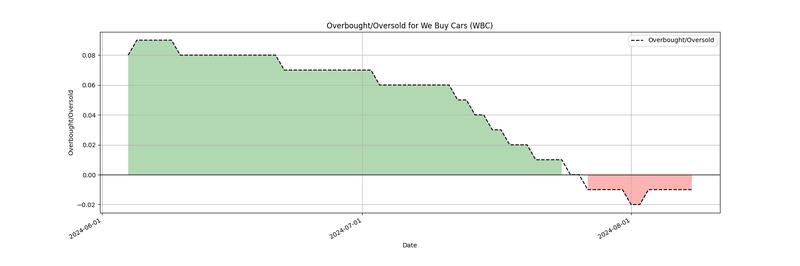 Overbought/Oversold for We Buy Cars (WBC)
Overbought/Oversold
0.08
0.06
0.04
0.02
0.00
−0.02
Overbought/Oversold
2024-06-01
2024-07-01
2024-08-01
Date